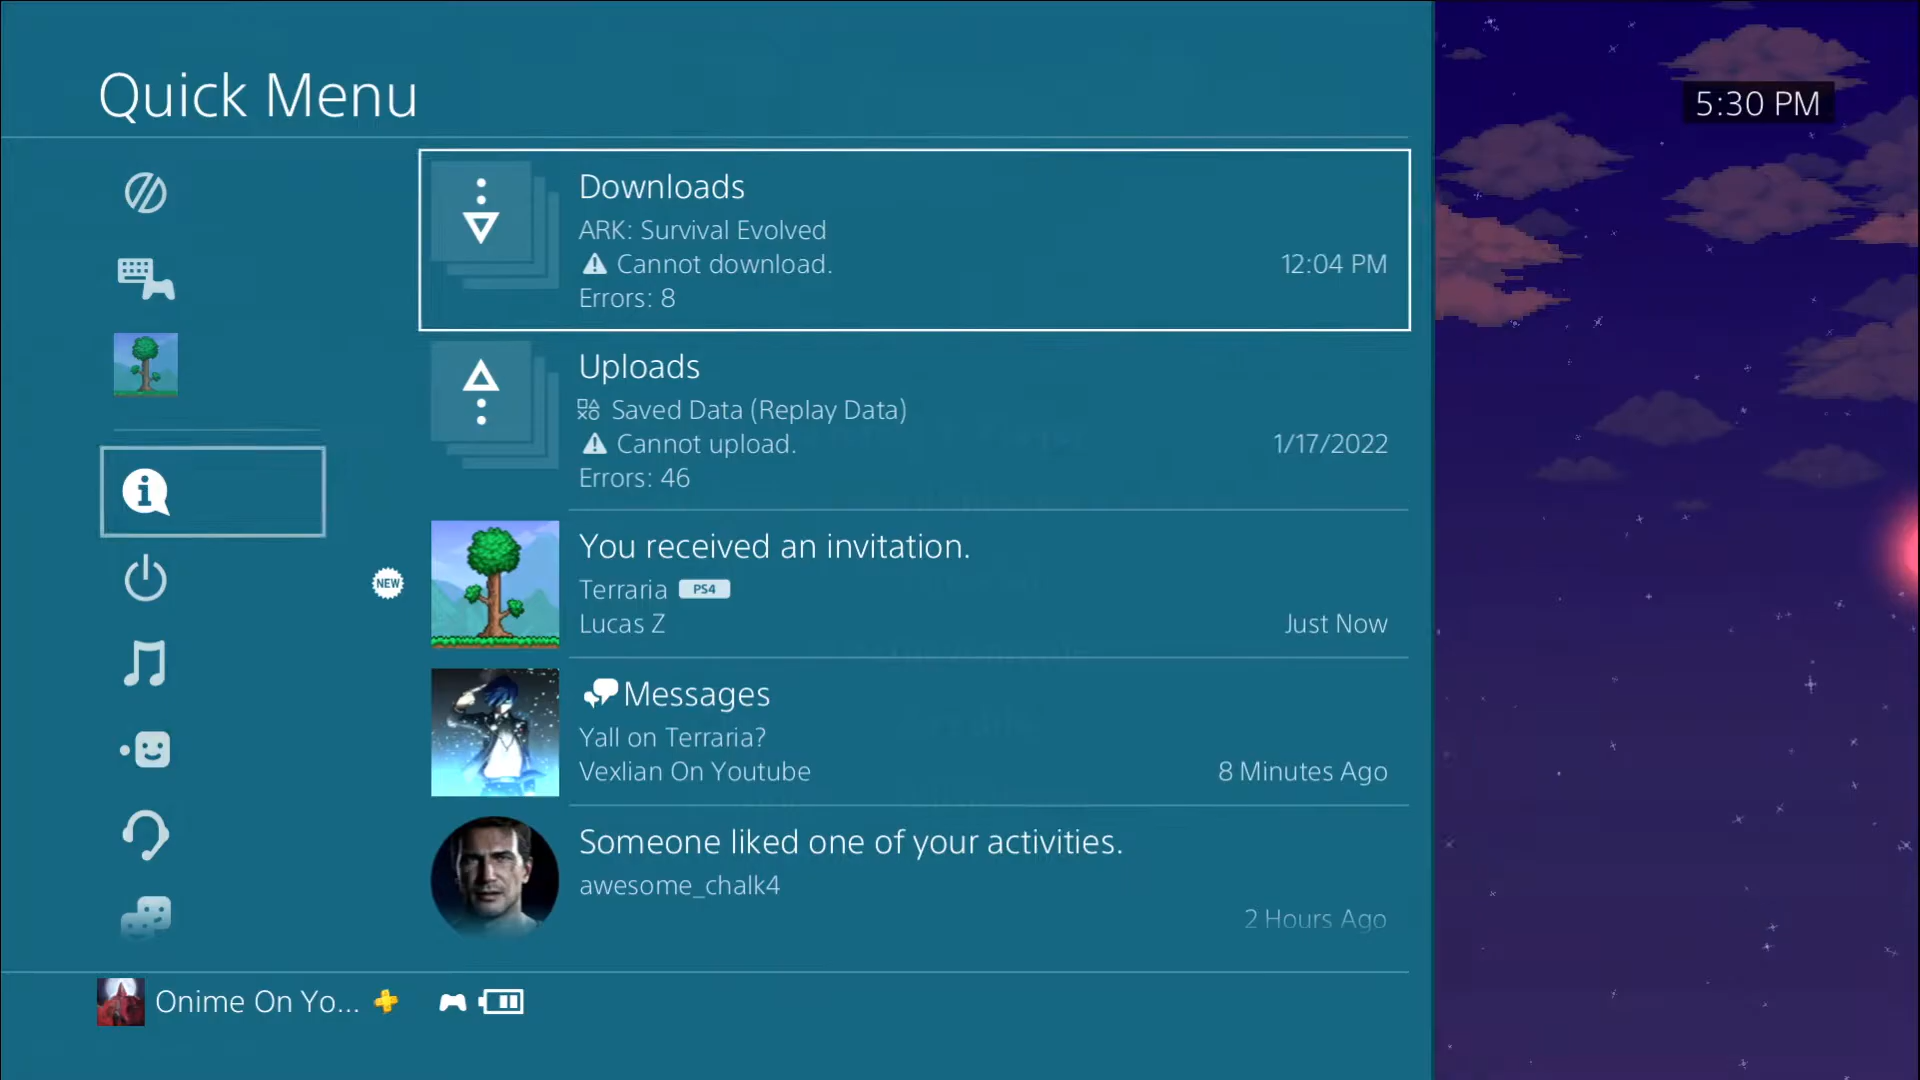 Quick Menu
5:30 PM
Downloads
ARK: Survival Evolved
Cannot download.
12:04 PM
Errors: 8
Uploads
Saved Data (Replay Data)
Cannot upload.
1/17/2022
Errors: 46
NEW
You received an invitation.
Terraria PS4
Lucas Z
Just Now
Messages
Yall on Terraria?
Vexlian On Youtube
8 Minutes Ago
Someone liked one of your activities.
awesome_chalk4
2 Hours Ago
Onime On Yo...